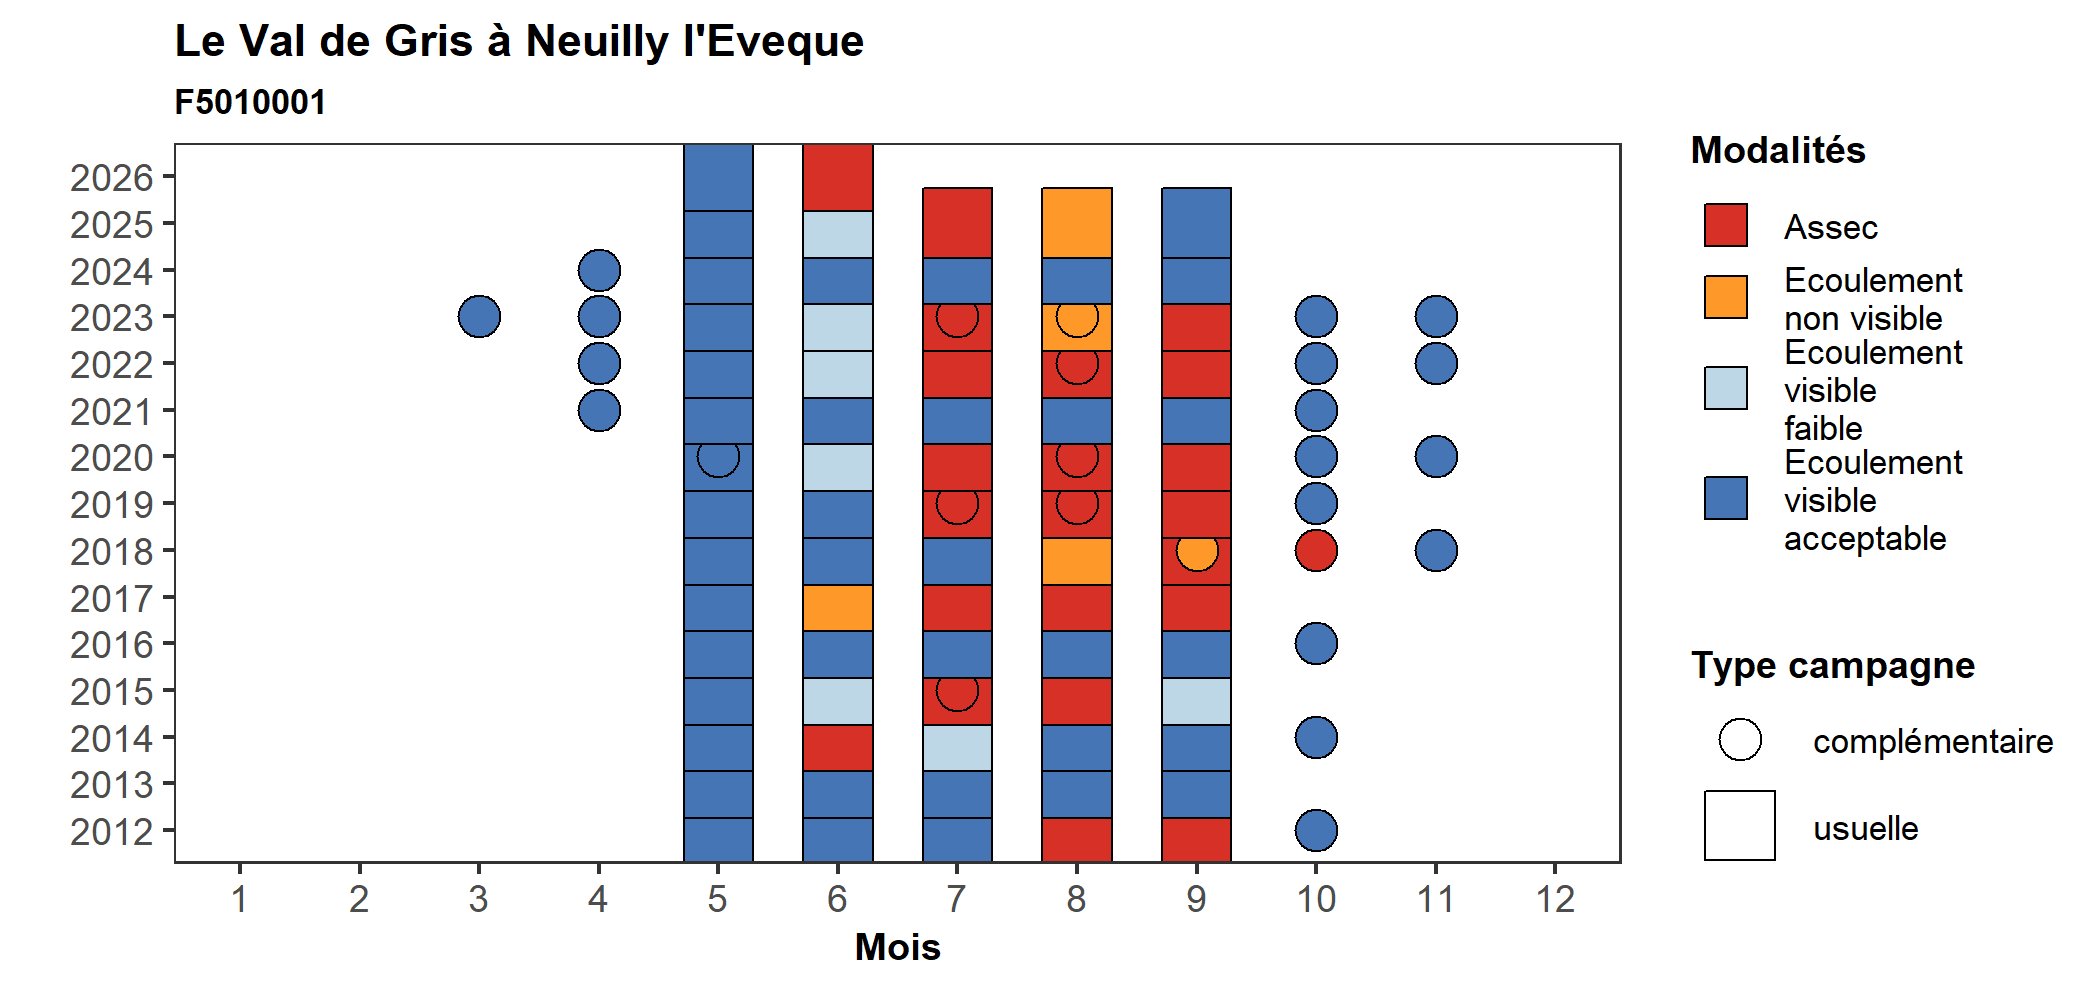 Le Val de Gris à Neuilly l'Eveque
F5010001
2026
2025
2024
2023
2022
2021
2020
2019
2018
2017
2016
2015
2014
2013
2012
1 2 3 4 5 6 7 8 9 10 11 12
Mois
Modalités
Assec
Ecoulement
non visible
Ecoulement
visible
faible
Ecoulement
visible
acceptable
Type campagne
complémentaire
usuelle